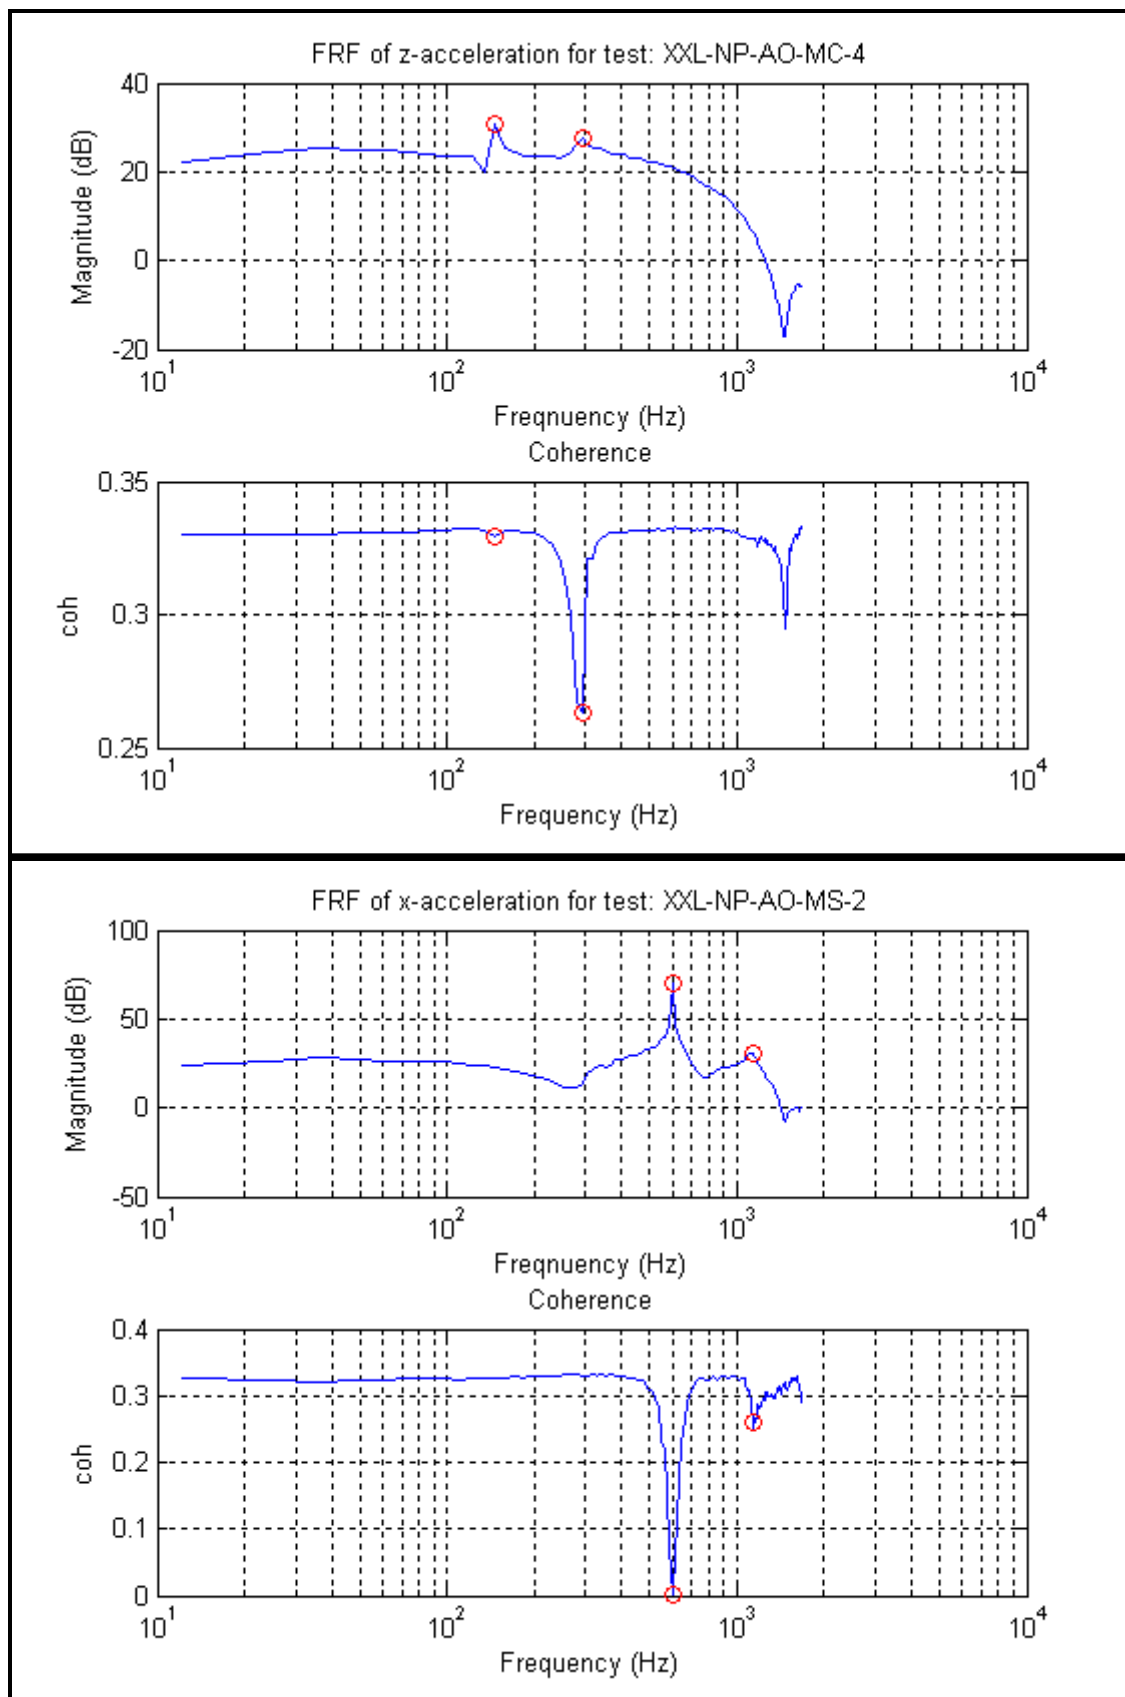 FRF of z-acceleration for test: XXL-NP-AO-MC-4
40
20
0
-20
Magnitude (dB)
10^1 10^2 10^3 10^4
Freqnuency (Hz)
Coherence
0.35
0.3
0.25
coh
10^1 10^2 10^3 10^4
Frequency (Hz)
FRF of x-acceleration for test: XXL-NP-AO-MS-2
100
50
0
-50
Magnitude (dB)
10^1 10^2 10^3 10^4
Freqnuency (Hz)
Coherence
0.4
0.3
0.2
0.1
0
coh
10^1 10^2 10^3 10^4
Frequency (Hz)